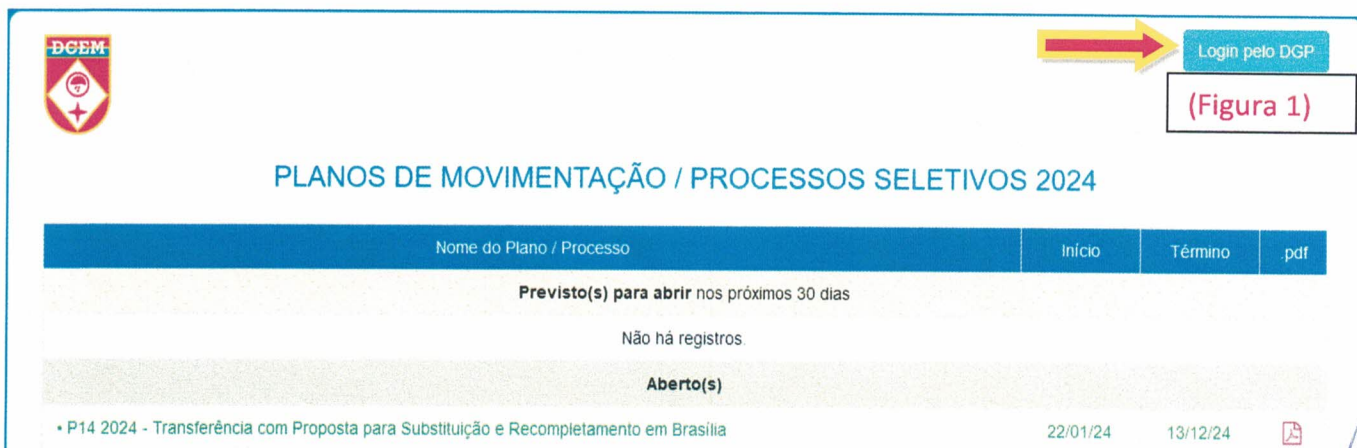 DCEM
Login pelo DGP
(Figura 1)
PLANOS DE MOVIMENTAÇÃO / PROCESSOS SELETIVOS 2024
Nome do Plano / Processo Início Término .pdf
Previsto(s) para abrir nos próximos 30 dias
Não há registros.
Aberto(s)
• P14 2024 - Transferência com Proposta para Substituição e Recompletamento em Brasília 22/01/24 13/12/24